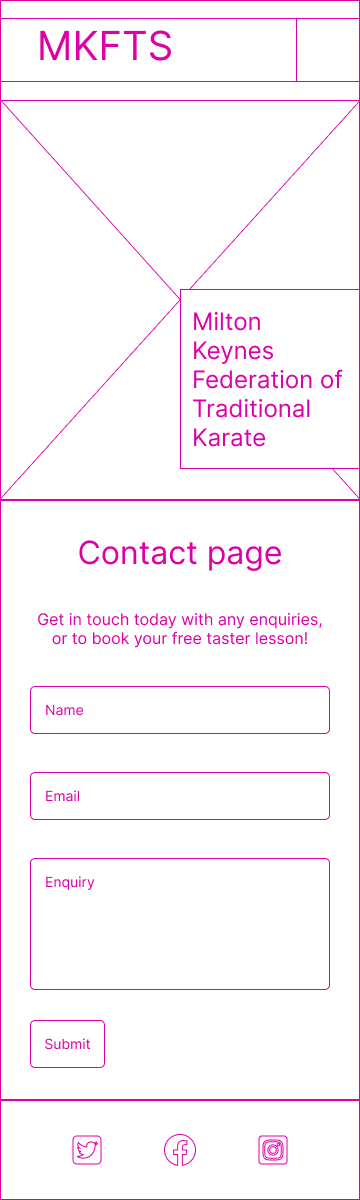 MKFTS
Milton
Keynes
Federation of
Traditional
Karate
Contact page
Get in touch today with any enquiries,
or to book your free taster lesson!
Name
Email
Enquiry
Submit